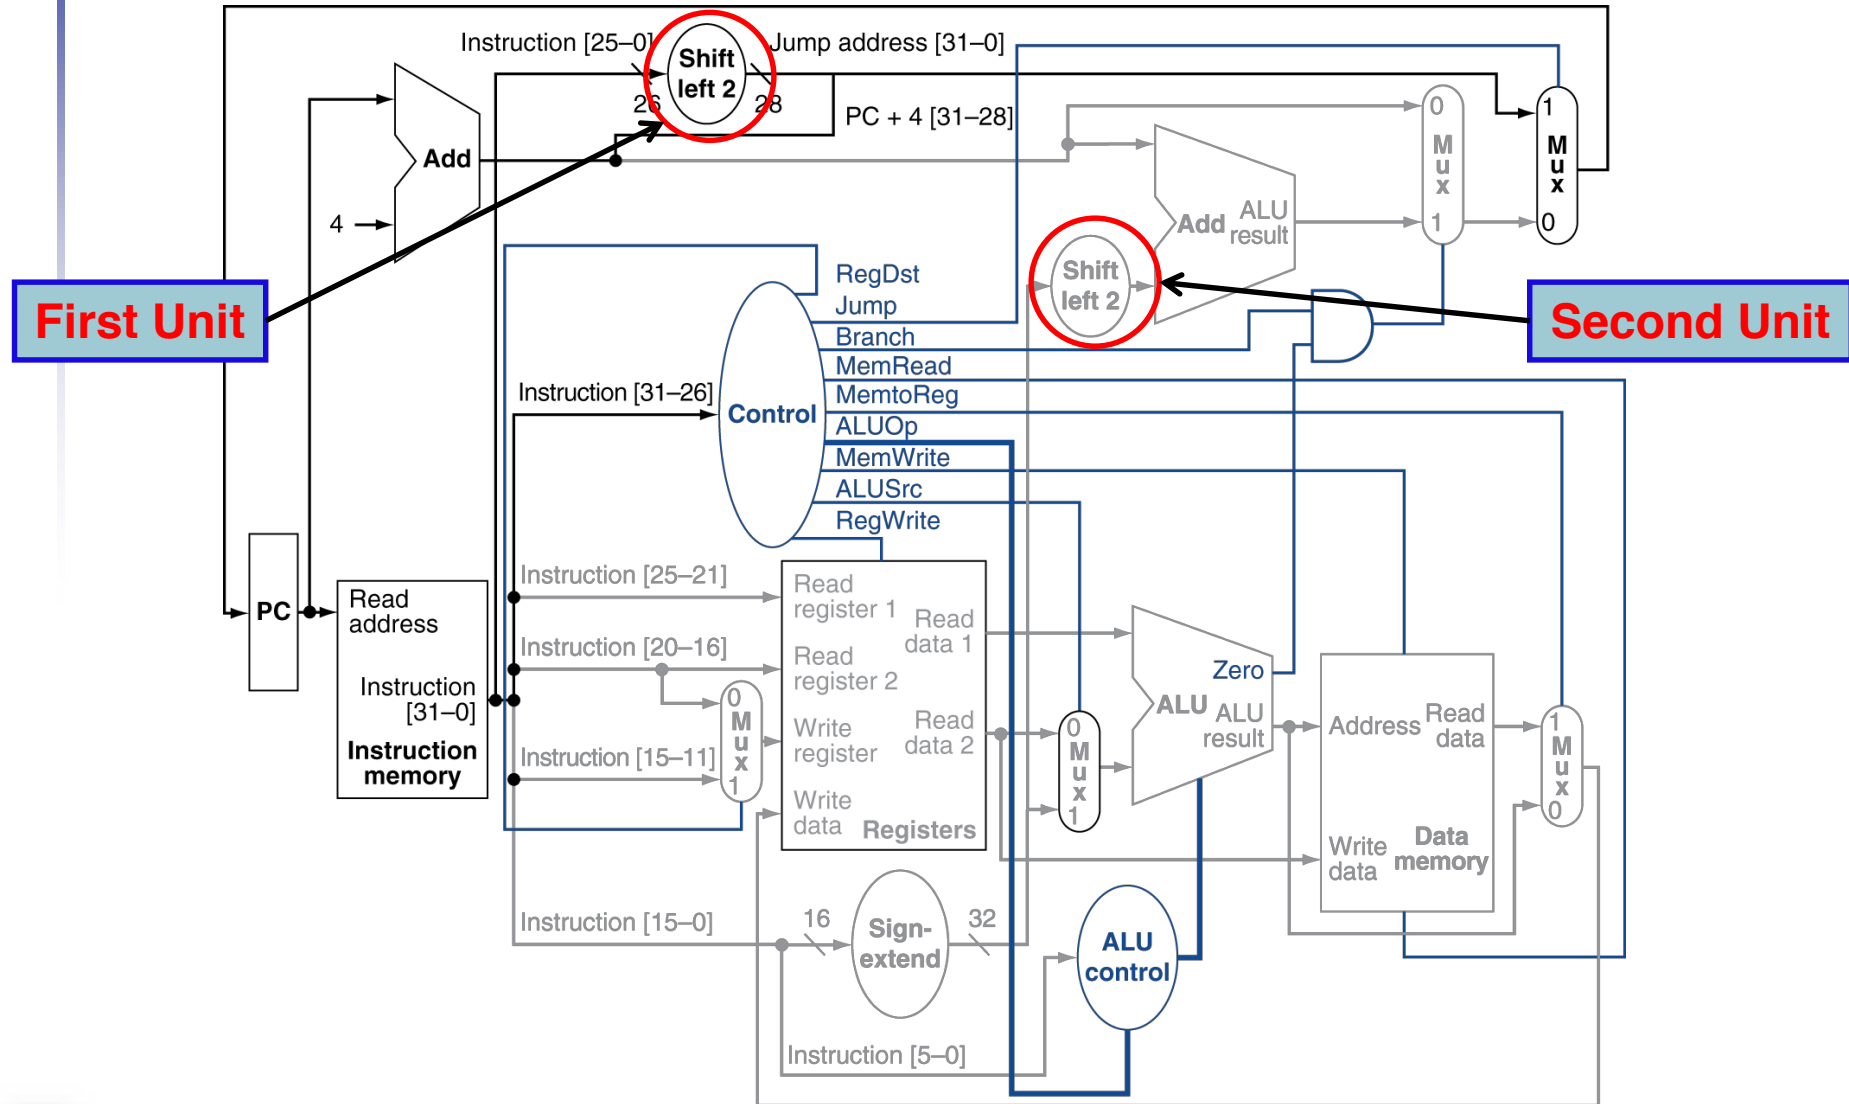 Instruction [25–0]
Shift
left 2
Jump address [31–0]
26
28
PC + 4 [31–28]
Add
4
0
M
u
x
1
1
M
u
x
0
Add
ALU
result
Shift
left 2
First Unit
Second Unit
RegDst
Jump
Branch
MemRead
MemtoReg
ALUOp
MemWrite
ALUSrc
RegWrite
Control
Instruction [31–26]
PC
Read
address
Instruction
[31–0]
Instruction
memory
Instruction [25–21]
Instruction [20–16]
Instruction [15–11]
0
M
u
x
1
Read
register 1
Read
register 2
Write
register
Write
data
Read
data 1
Read
data 2
Registers
0
M
u
x
1
Zero
ALU
ALU
result
Address
Read
data
Write
data
Data
memory
1
M
u
x
0
Instruction [15–0]
16
Sign-
extend
32
ALU
control
Instruction [5–0]